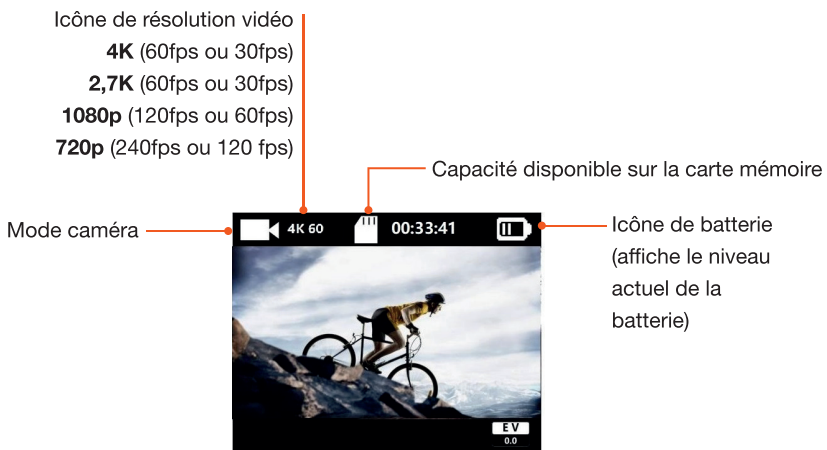 Icône de résolution vidéo
4K (60fps ou 30fps)
2,7K (60fps ou 30fps)
1080p (120fps ou 60fps)
720p (240fps ou 120 fps)
Capacité disponible sur la carte mémoire
Mode caméra
4K 60
00:33:41
Icône de batterie
(affiche le niveau
actuel de la
batterie)
EV
0.0